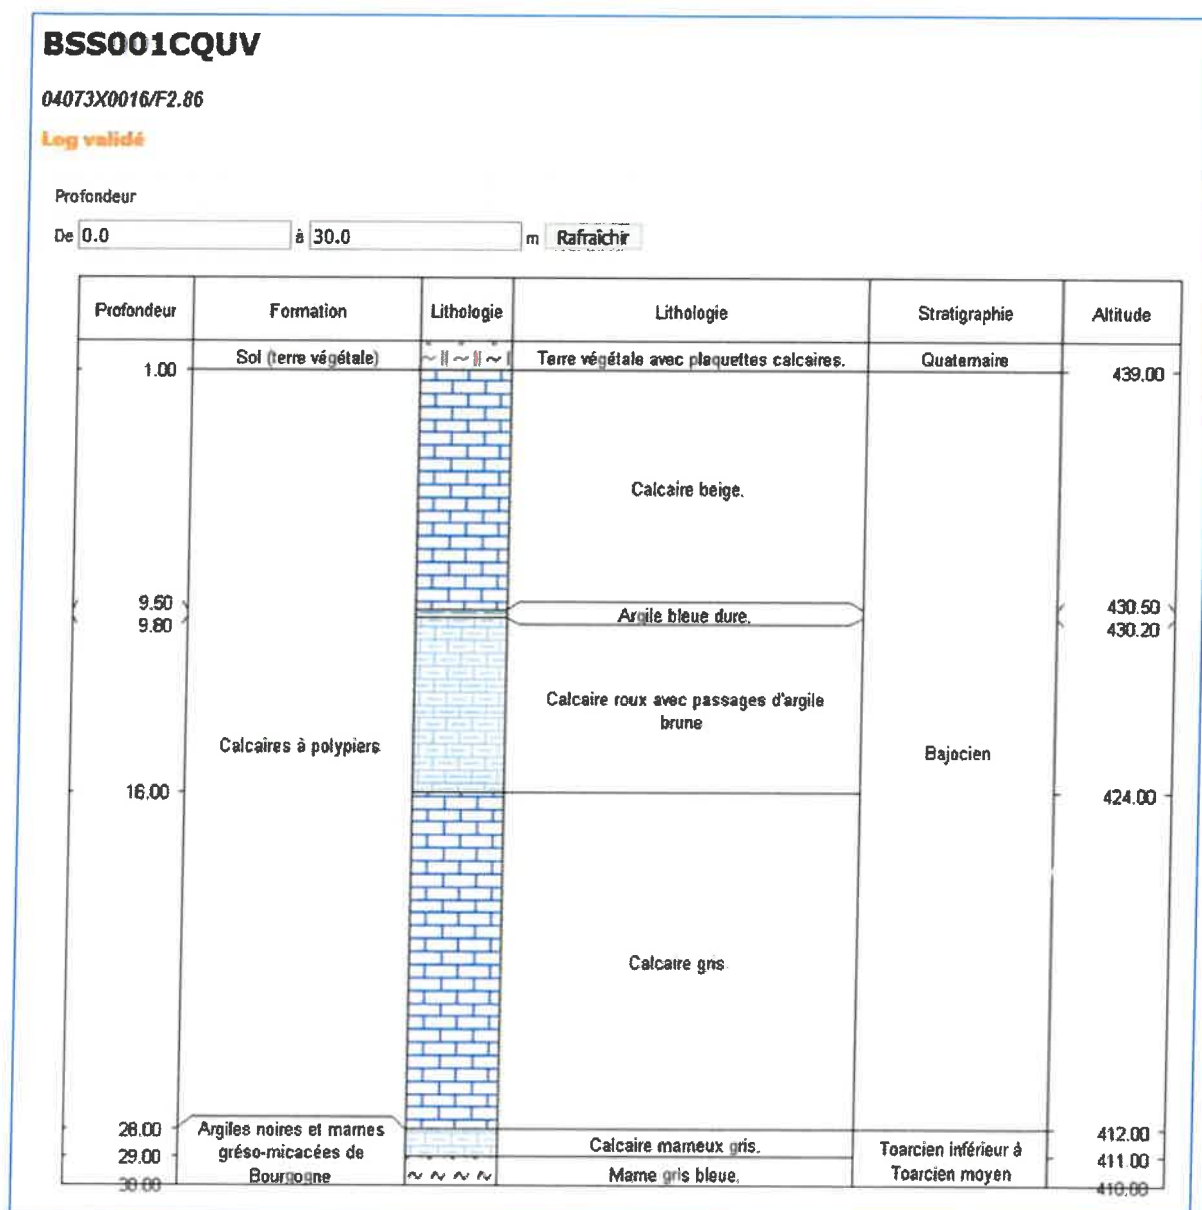 BSS001CQUV
04073X0016/F2.86
Log validé
Profondeur
De 0.0 à 30.0 m Rafraîchir
Profondeur Formation Lithologie Lithologie Stratigraphie Altitude
Sol (terre végétale) Terre végétale avec plaquettes calcaires. Quaternaire
1.00 439.00
Calcaire beige.
9.50 430.50
Argile bleue dure.
9.80 430.20
Calcaire roux avec passages d'argile
brune
Calcaires à polypiers Bajocien
16.00 424.00
Calcaire gris
28.00 Argiles noires et marnes 412.00
gréso-micacées de Calcaire marneux gris. Toarcien inférieur à
29.00 411.00
Bourgogne Marne gris bleue. Toarcien moyen
30.00 410.00